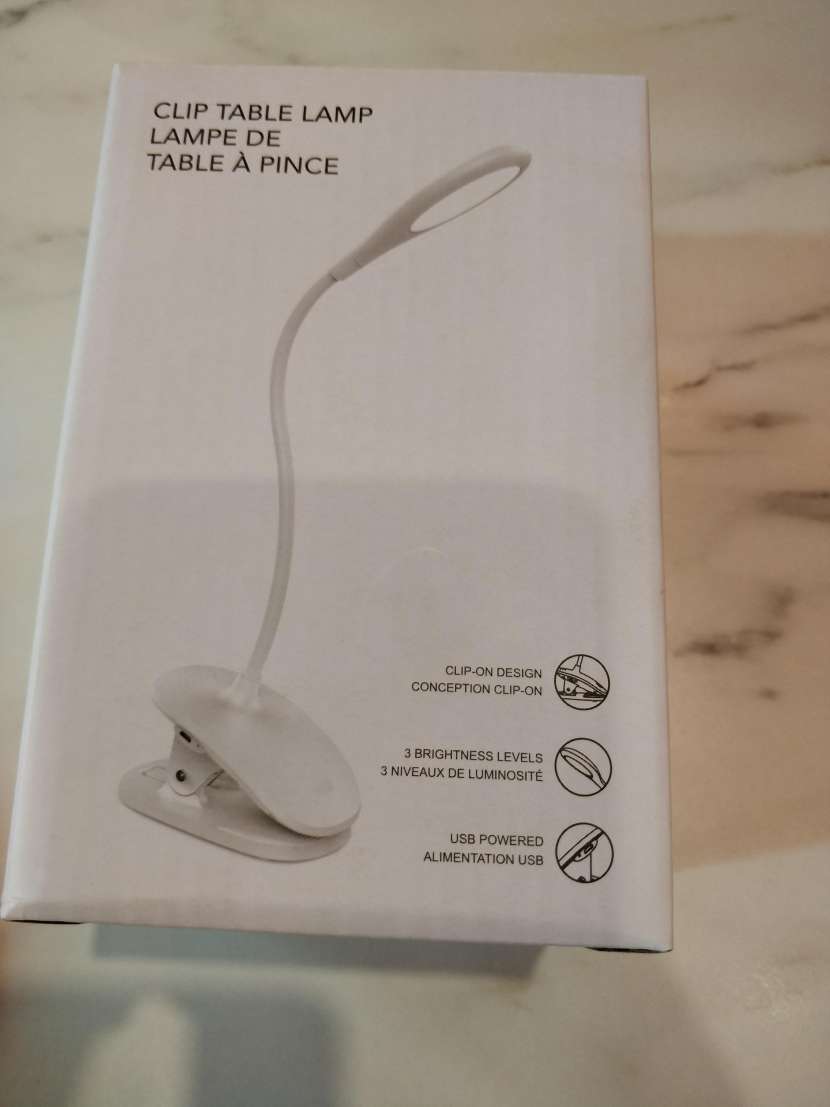 CLIP TABLE LAMP
LAMPE DE
TABLE À PINCE
CLIP-ON DESIGN
CONCEPTION CLIP-ON
3 BRIGHTNESS LEVELS
3 NIVEAUX DE LUMINOSITÉ
USB POWERED
ALIMENTATION USB